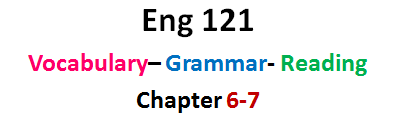 Eng 121
Vocabulary– Grammar- Reading
Chapter 6-7